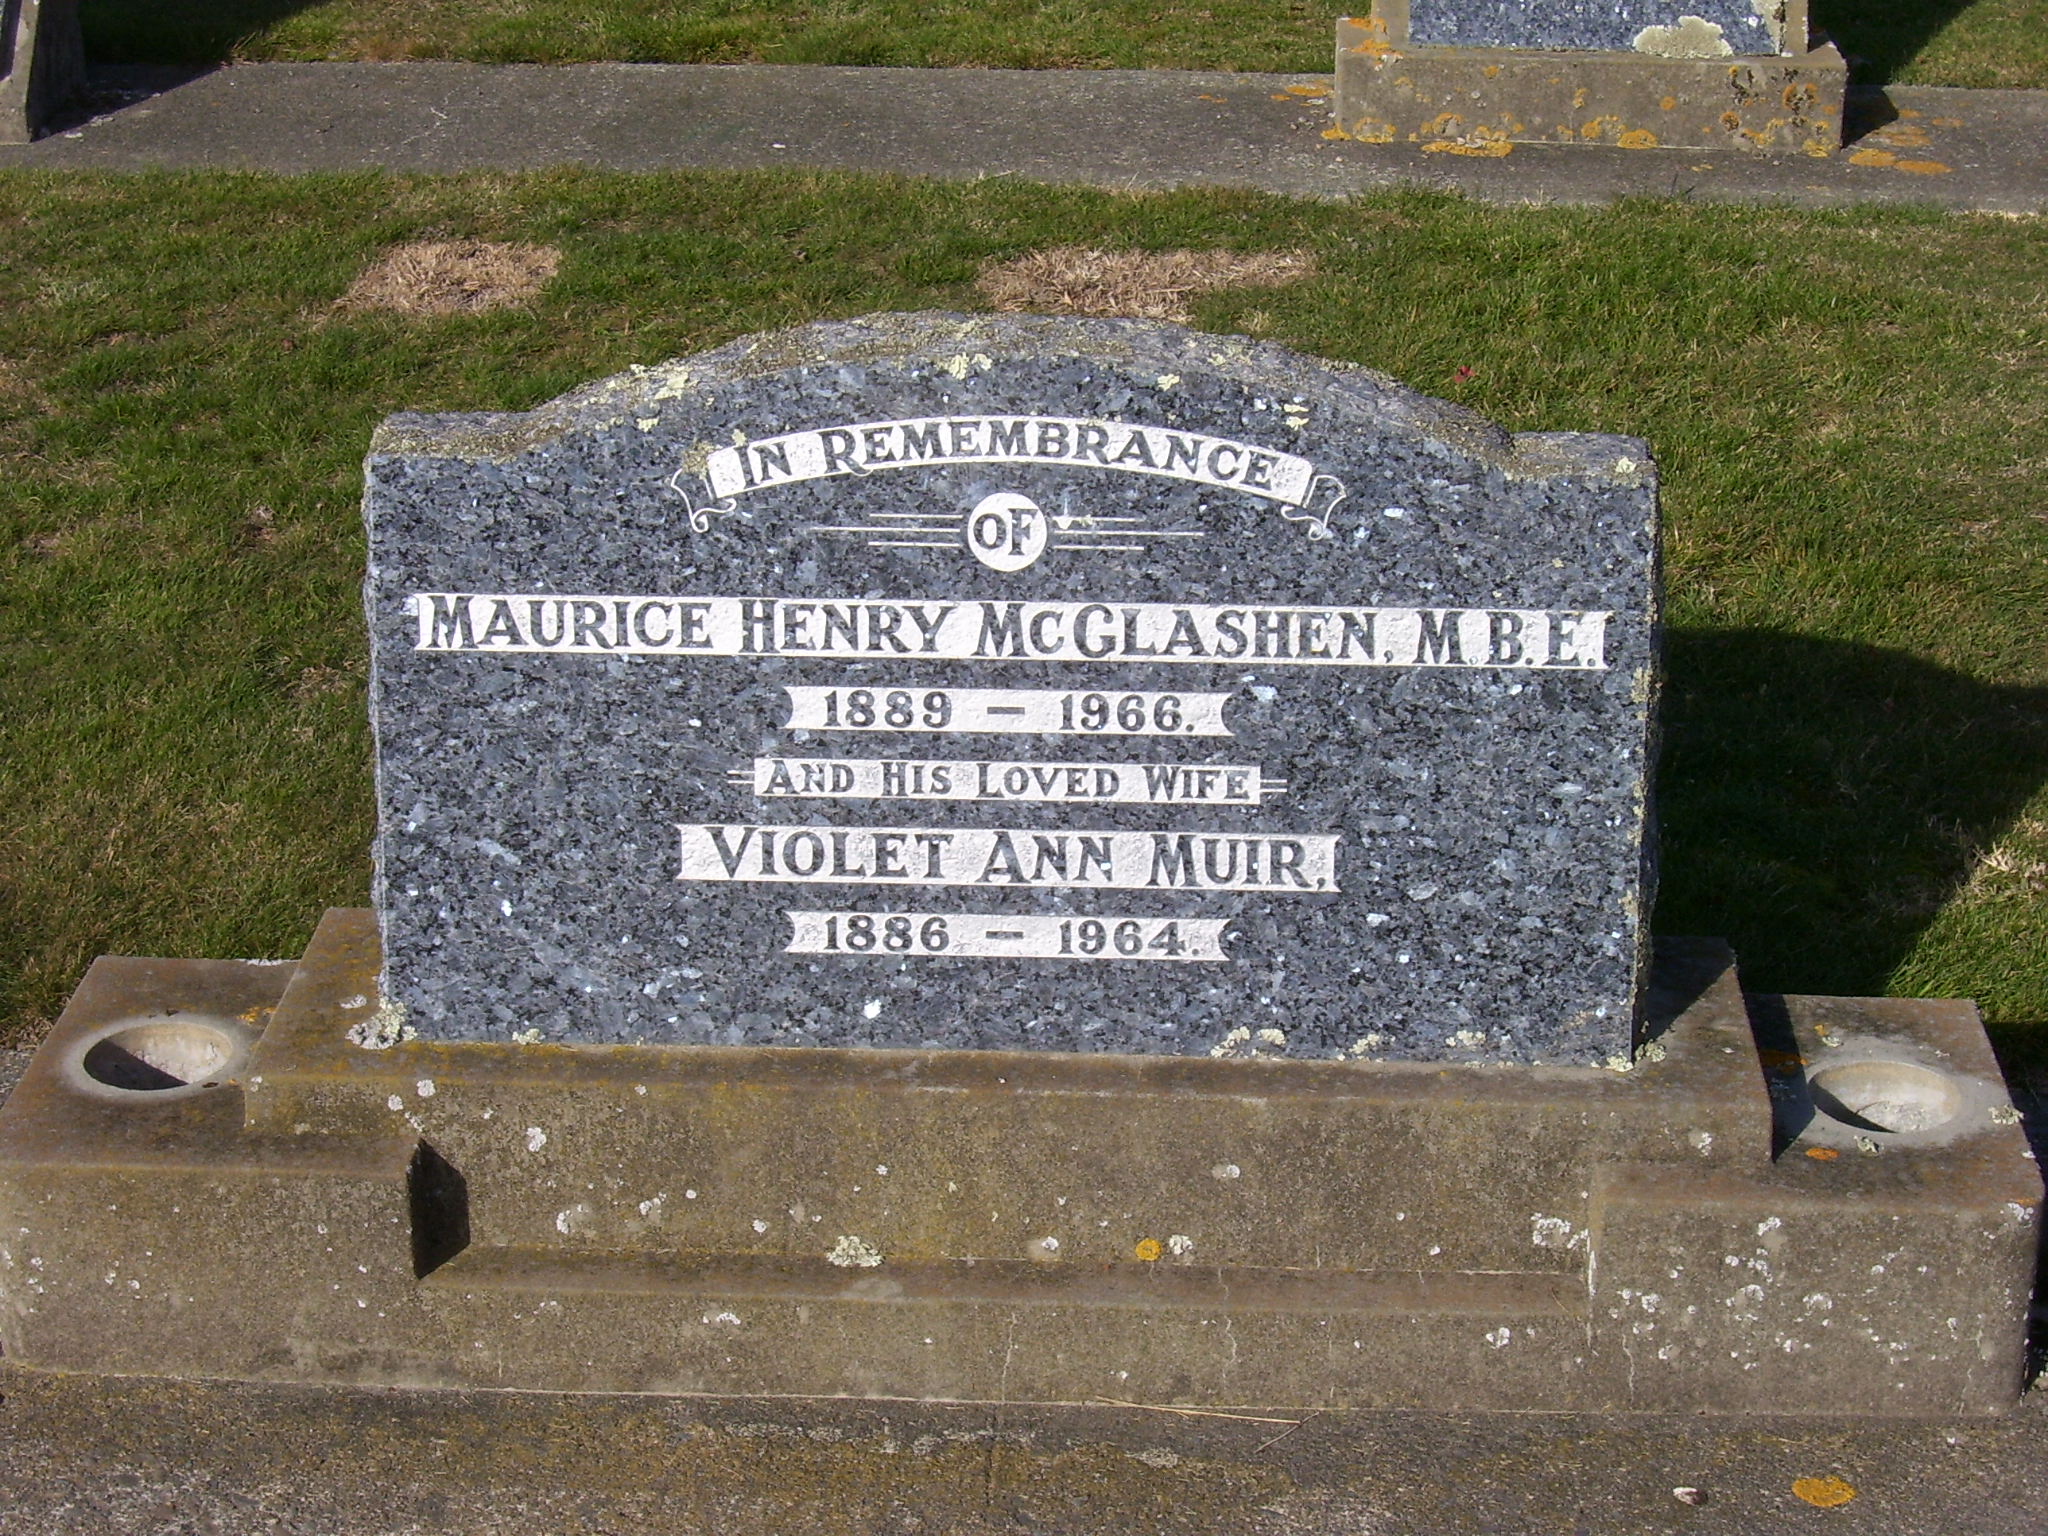 IN REMEMBRANCE
OF
MAURICE HENRY MCGLASHEN, M.B.E.
1889 – 1966.
AND HIS LOVED WIFE
VIOLET ANN MUIR,
1886 – 1964.